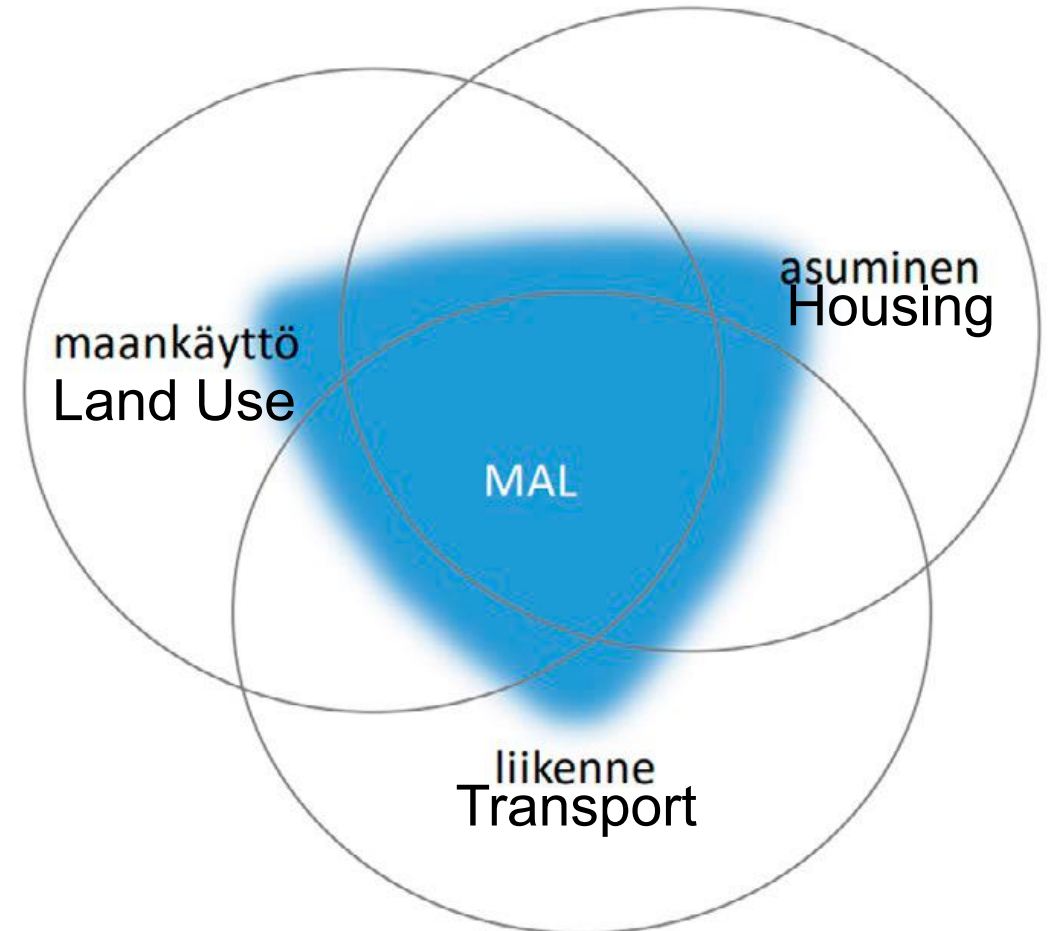 asuminen
Housing
maankäyttö
Land Use
MAL
liikenne
Transport